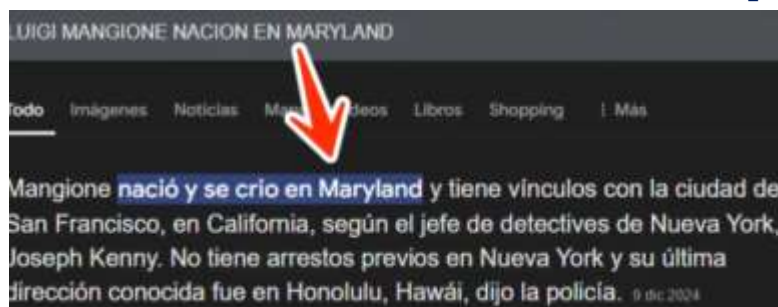 LUIGI MANGIONE NACION EN MARYLAND
Todo Imágenes Noticias Libros Shopping Más
Mangione nació y se crio en Maryland y tiene vínculos con la ciudad de
San Francisco, en California, según el jefe de detectives de Nueva York,
Joseph Kenny. No tiene arrestos previos en Nueva York y su última
dirección conocida fue en Honolulu, Hawái, dijo la policía. 9 dic 2024